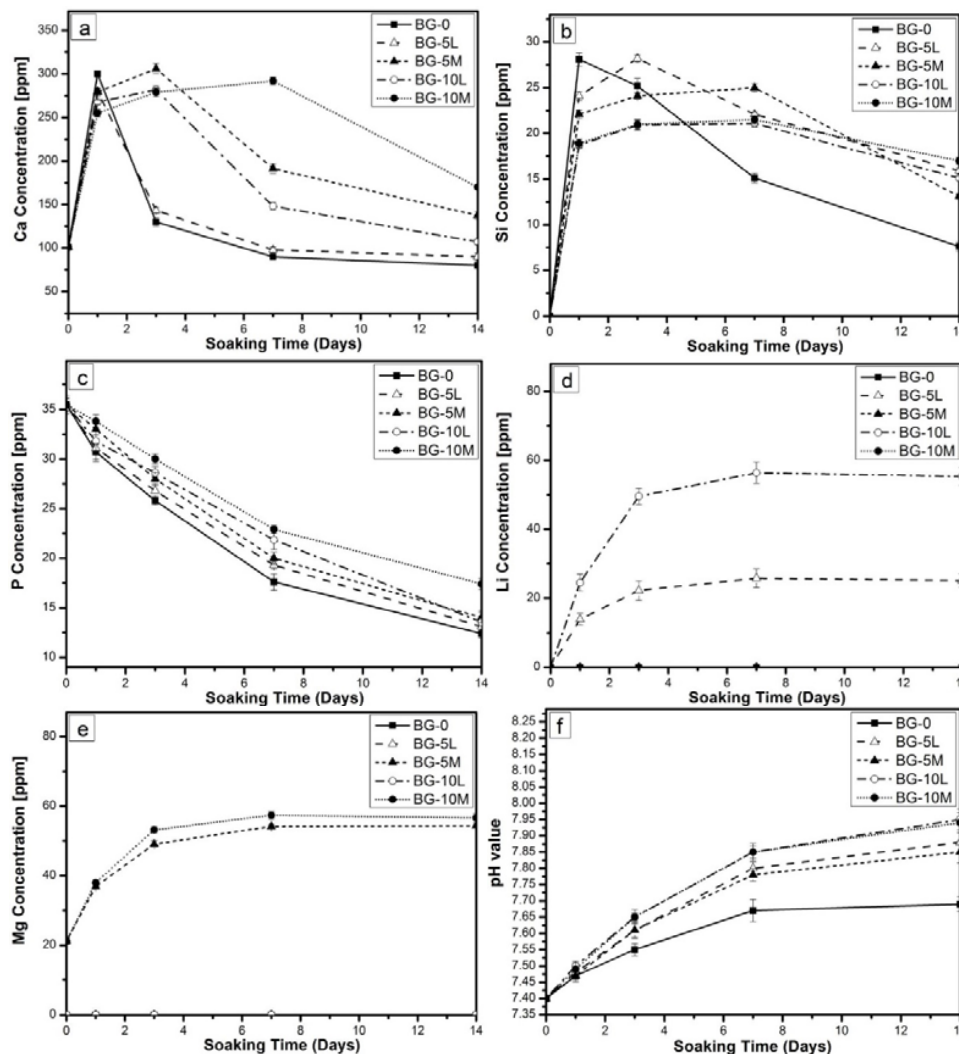 a
BG-0
BG-5L
BG-5M
BG-10L
BG-10M
Ca Concentration [ppm]
350
300
250
200
150
100
50
0 2 4 6 8 10 12 14
Soaking Time (Days)
b
BG-0
BG-5L
BG-5M
BG-10L
BG-10M
Si Concentration [ppm]
30
25
20
15
10
5
0
0 2 4 6 8 10 12 14
Soaking Time (Days)
c
BG-0
BG-5L
BG-5M
BG-10L
BG-10M
P Concentration [ppm]
35
30
25
20
15
10
0 2 4 6 8 10 12 14
Soaking Time (Days)
d
BG-0
BG-5L
BG-5M
BG-10L
BG-10M
Li Concentration [ppm]
80
60
40
20
0
0 2 4 6 8 10 12 14
Soaking Time (Days)
e
BG-0
BG-5L
BG-5M
BG-10L
BG-10M
Mg Concentration [ppm]
80
60
40
20
0
0 2 4 6 8 10 12 14
Soaking Time (Days)
f
BG-0
BG-5L
BG-5M
BG-10L
BG-10M
pH value
8.25
8.20
8.15
8.10
8.05
8.00
7.95
7.90
7.85
7.80
7.75
7.70
7.65
7.60
7.55
7.50
7.45
7.40
7.35
0 2 4 6 8 10 12 14
Soaking Time (Days)